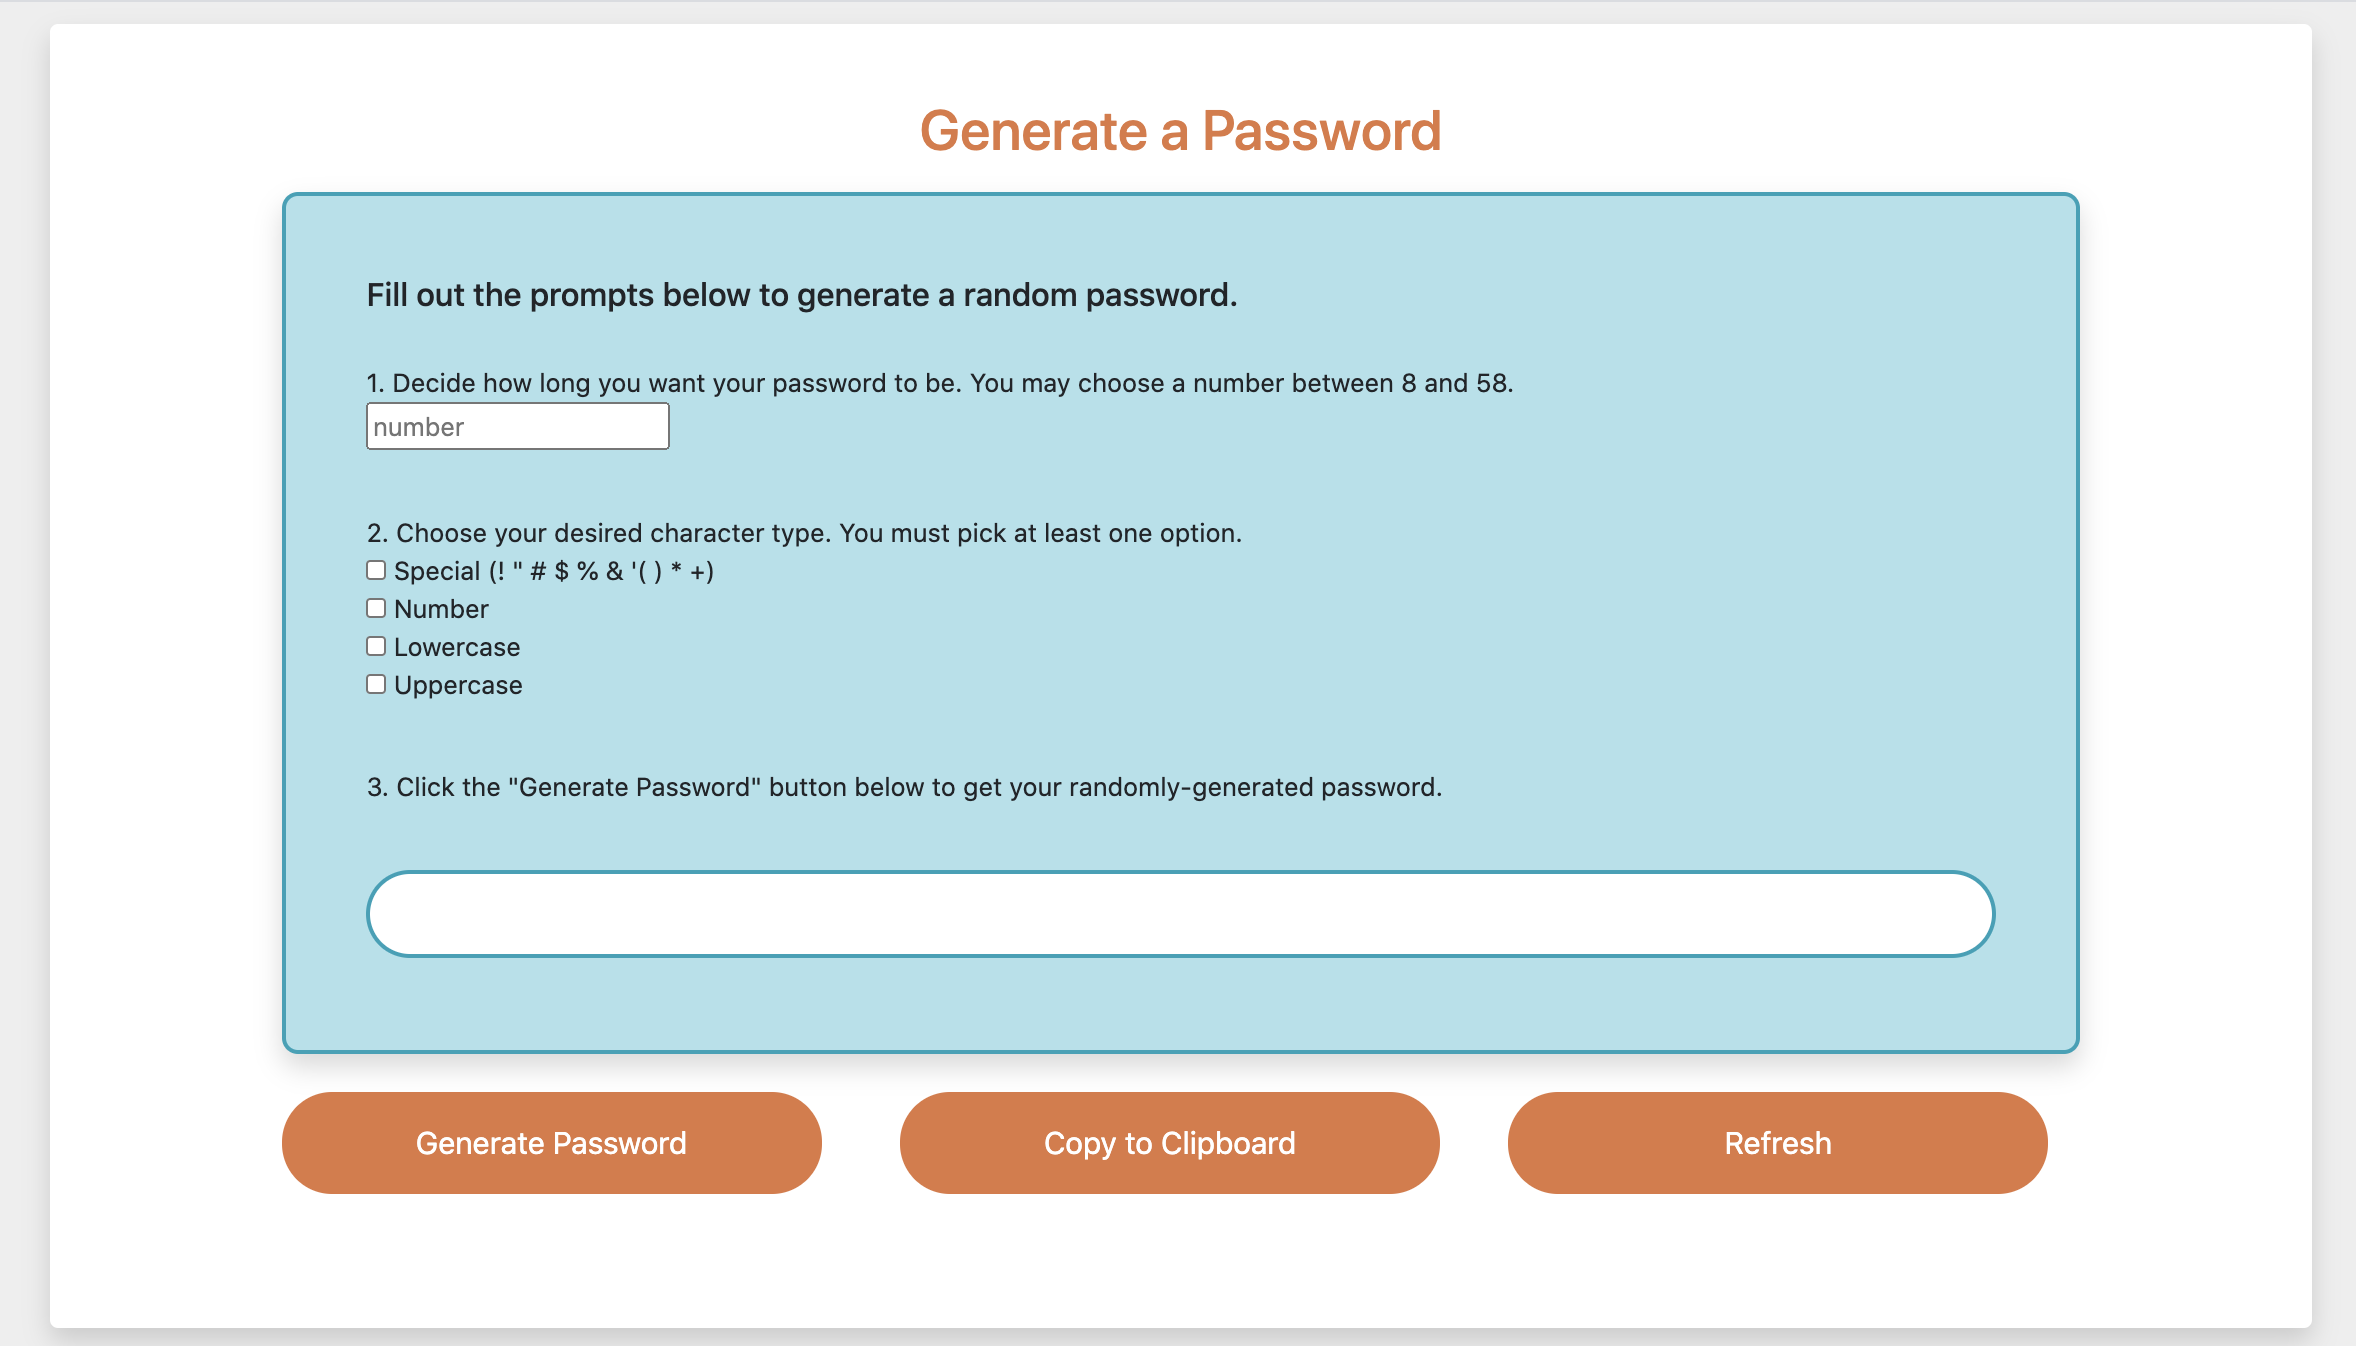 Generate a Password
Fill out the prompts below to generate a random password.
1. Decide how long you want your password to be. You may choose a number between 8 and 58.
number
2. Choose your desired character type. You must pick at least one option.
Special (! " # $ % & '( ) * +)
Number
Lowercase
Uppercase
3. Click the "Generate Password" button below to get your randomly-generated password.
Generate Password
Copy to Clipboard
Refresh